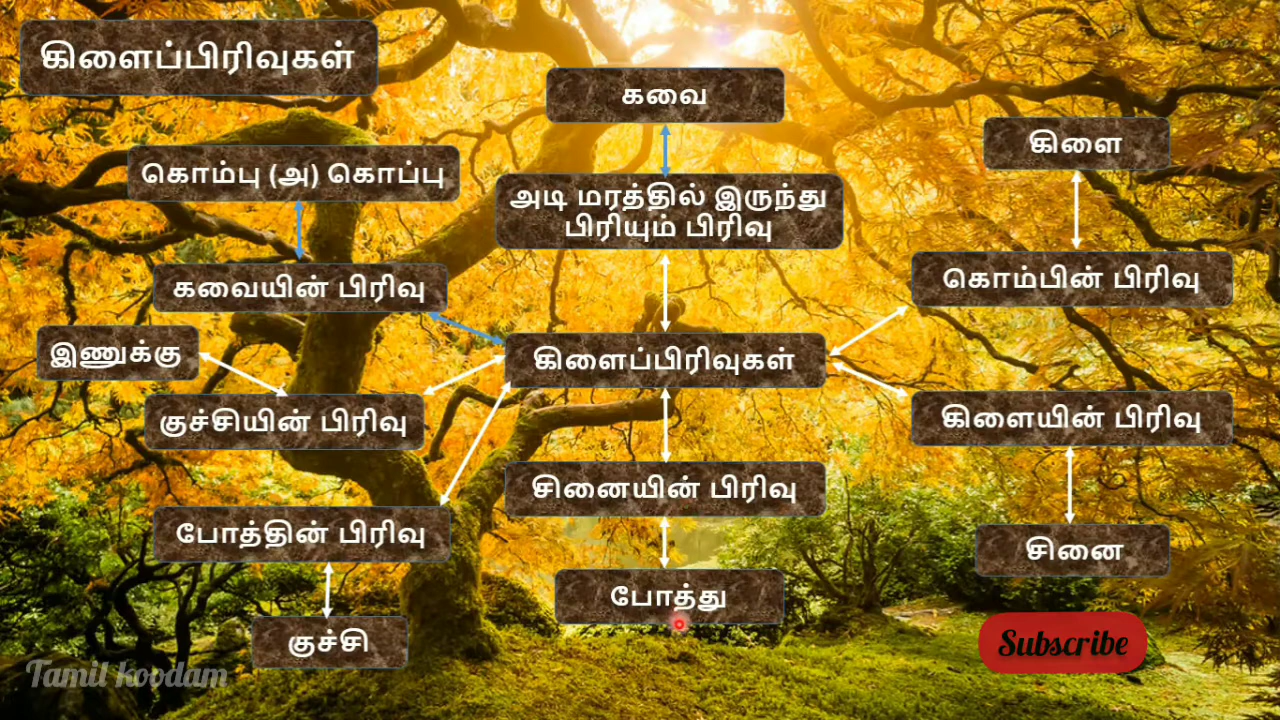 கிளைப்பிரிவுகள்
கவை
கிளை
கொம்பு (அ) கொப்பு
அடி மரத்தில் இருந்து
பிரியும் பிரிவு
கவையின் பிரிவு
கொம்பின் பிரிவு
இணுக்கு
கிளைப்பிரிவுகள்
குச்சியின் பிரிவு
கிளையின் பிரிவு
சினையின் பிரிவு
போத்தின் பிரிவு
சினை
போத்து
குச்சி
Subscribe
Tamil koodam